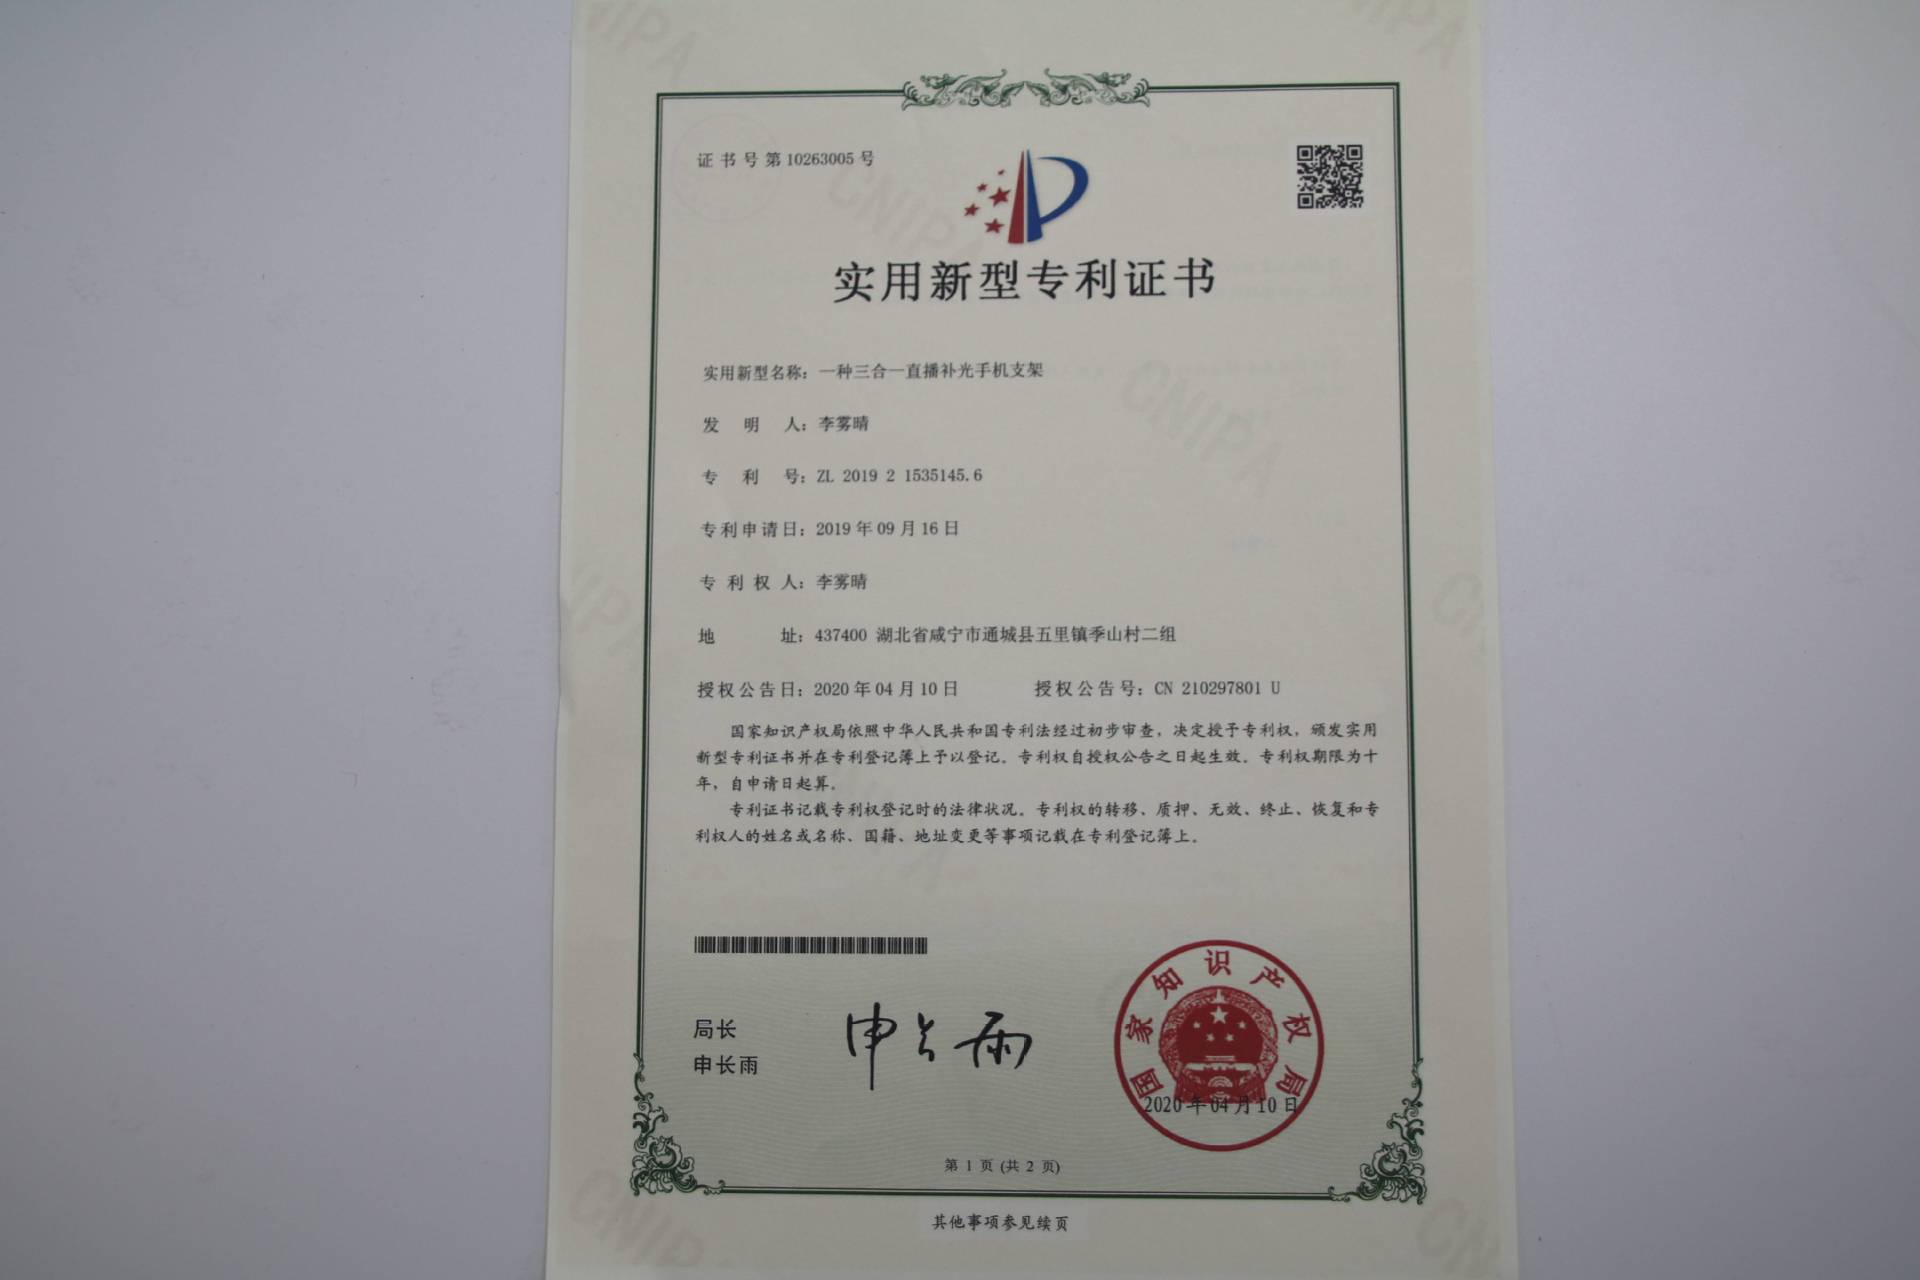 证书号第10263005号
实用新型专利证书
实用新型名称：一种三合一直播补光手机支架
发明人：李雾晴
专利号：ZL 2019 2 1535145.6
专利申请日：2019年09月16日
专利权人：李雾晴
地址：437400 湖北省咸宁市通城县五里镇季山村二组
授权公告日：2020年04月10日 授权公告号：CN 210297801 U
国家知识产权局依照中华人民共和国专利法经过初步审查，决定授予专利权，颁发实用
新型专利证书并在专利登记簿上予以登记。专利权自授权公告之日起生效。专利权期限为十
年，自申请日起算。
专利证书记载专利权登记时的法律状况。专利权的转移、质押、无效、终止、恢复和专
利权人的姓名或名称、国籍、地址变更等事项记载在专利登记簿上。
局长
申长雨
申长雨
国家知识产权局
2020年04月10日
第 1 页 (共 2 页)
其他事项参见续页
CNIPA